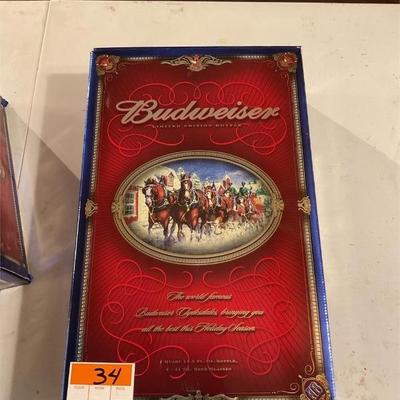 Budweiser
LIMITED EDITION BOTTLE
The world famous
Budweiser Clydesdales, bringing you
all the best this Holiday Season.
34